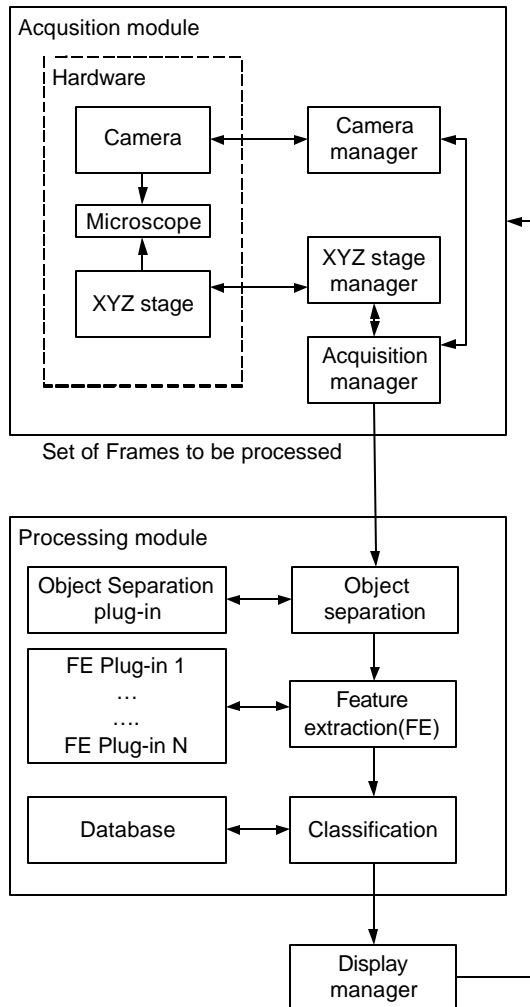 Acqusition module
Hardware
Camera
Camera
manager
Microscope
XYZ stage
XYZ stage
manager
Acquisition
manager
Set of Frames to be processed
Processing module
Object Separation
plug-in
Object
separation
FE Plug-in 1
…
….
FE Plug-in N
Feature
extraction(FE)
Database
Classification
Display
manager